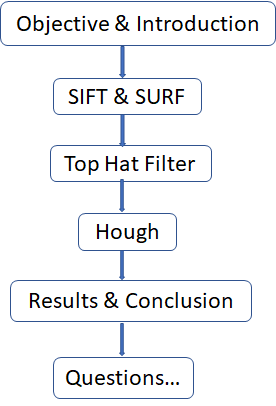 Objective & Introduction
SIFT & SURF
Top Hat Filter
Hough
Results & Conclusion
Questions...